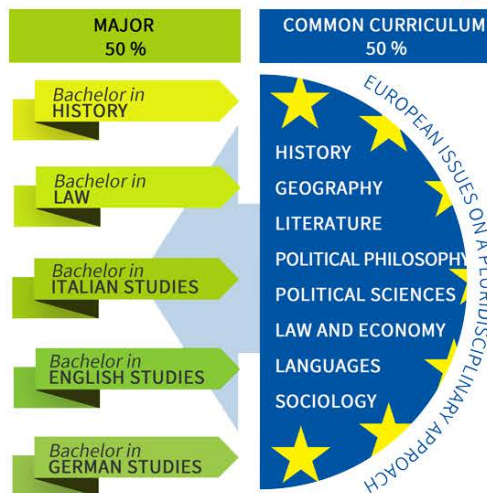 MAJOR
50 %
COMMON CURRICULUM
50 %
Bachelor in
HISTORY
Bachelor in
LAW
Bachelor in
ITALIAN STUDIES
Bachelor in
ENGLISH STUDIES
Bachelor in
GERMAN STUDIES
HISTORY
GEOGRAPHY
LITERATURE
POLITICAL PHILOSOPHY
POLITICAL SCIENCES
LAW AND ECONOMY
LANGUAGES
SOCIOLOGY
EUROPEAN ISSUES ON A PLURIDISCIPLINARY APPROACH